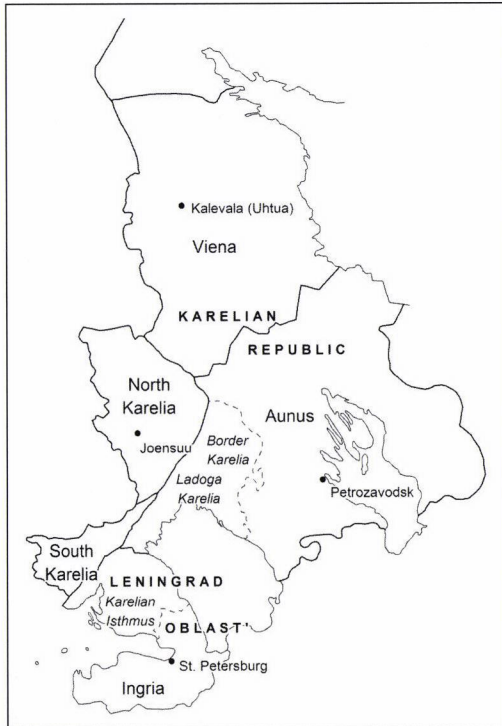 Kalevala (Uhtua)
Viena
KARELIAN
REPUBLIC
North
Karelia
Joensuu
Aunus
Border
Karelia
Ladoga
Karelia
Petrozavodsk
South
Karelia
LENINGRAD
Karelian
Isthmus
OBLAST'
St. Petersburg
Ingria